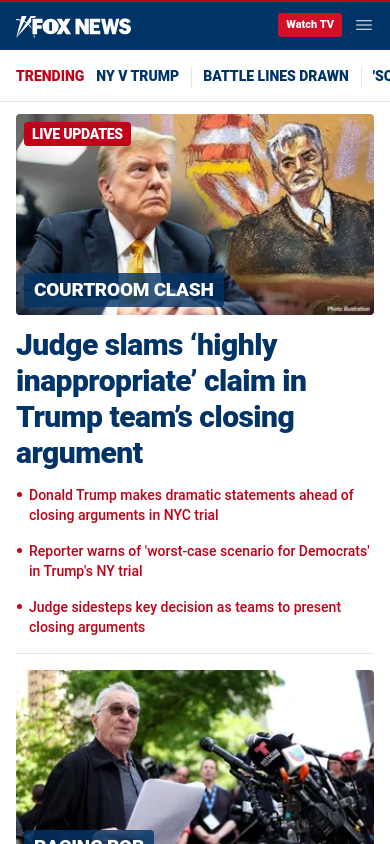 FOX NEWS
Watch TV
TRENDING NY V TRUMP BATTLE LINES DRAWN
LIVE UPDATES
COURTROOM CLASH
Photo illustration
Judge slams ‘highly
inappropriate’ claim in
Trump team’s closing
argument
Donald Trump makes dramatic statements ahead of
closing arguments in NYC trial
Reporter warns of 'worst-case scenario for Democrats'
in Trump's NY trial
Judge sidesteps key decision as teams to present
closing arguments